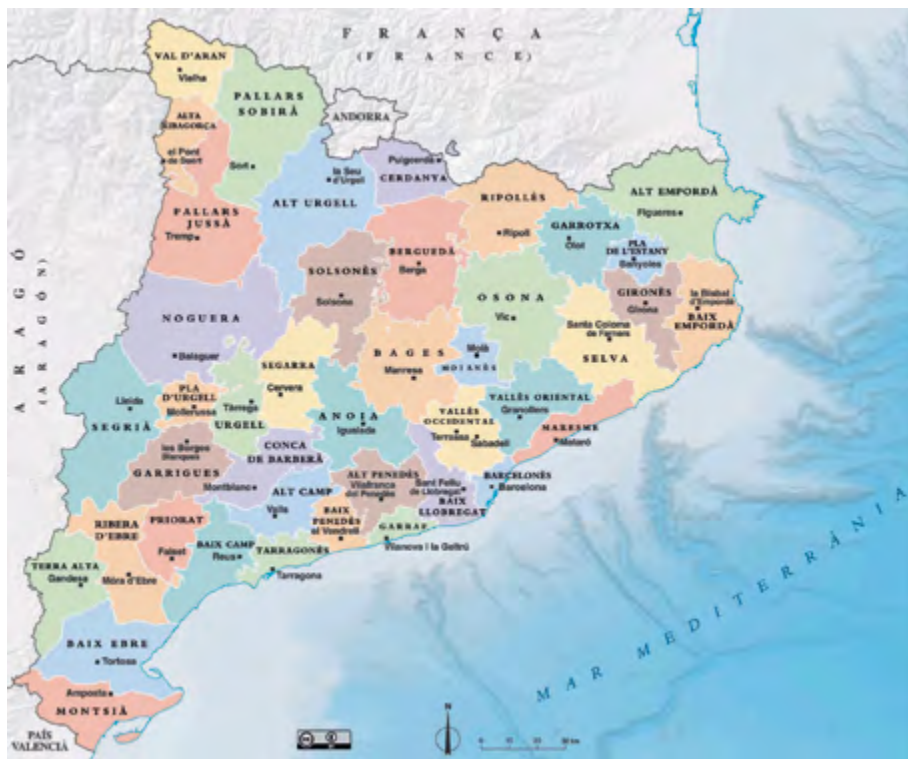 FRANÇA
(FRANCE)
VAL D'ARAN
Vielha
PALLARS
SOBIRÀ
ANDORRA
ALTA
RIBAGORÇA
el Pont
de Suert
Sort
la Seu
d'Urgell
Puigcerdà
CERDANYA
ALT URGELL
RIPOLLÈS
Ripoll
ALT EMPORDÀ
Figueres
GARROTXA
Olot
PLA
DE L'ESTANY
Banyoles
PALLARS
JUSSÀ
Tremp
BERGUEDÀ
Berga
SOLSONÈS
Solsona
OSONA
Vic
GIRONÈS
Girona
la Bisbal
d'Empordà
BAIX
EMPORDÀ
Santa Coloma
de Farners
SELVA
ARAGÓ
(ARAGÓN)
NOGUERA
Balaguer
BAGES
Manresa
Moià
MOIANÈS
SEGARRA
Cervera
PLA
D'URGELL
Mollerussa
Tàrrega
URGELL
Lleida
SEGRIÀ
ANOIA
Igualada
VALLÈS ORIENTAL
Granollers
VALLÈS
OCCIDENTAL
Terrassa
Sabadell
MARESME
Mataró
les Borges
Blanques
GARRIGUES
CONCA
DE BARBERÀ
Montblanc
ALT PENEDÈS
Vilafranca
del Penedès
Sant Feliu
de Llobregat
BAIX
LLOBREGAT
BARCELONÈS
Barcelona
ALT CAMP
Valls
BAIX
PENEDÈS
el Vendrell
GARRAF
Vilanova i la Geltrú
RIBERA
D'EBRE
Móra d'Ebre
PRIORAT
Falset
BAIX CAMP
Reus
TARRAGONÈS
Tarragona
TERRA ALTA
Gandesa
BAIX EBRE
Tortosa
Amposta
MONTSIÀ
PAÍS
VALENCIÀ
MAR MEDITERRÀNIA
N